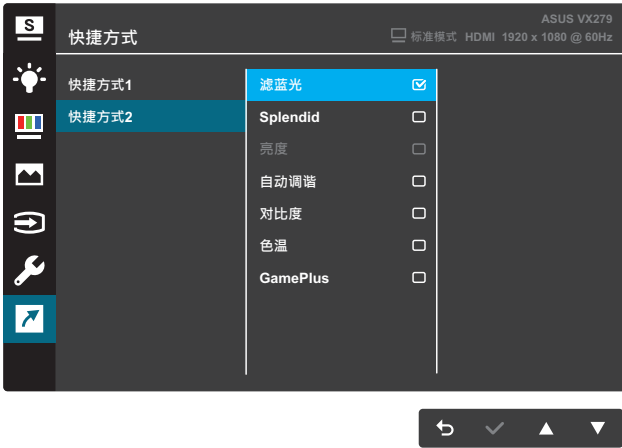 S
ASUS VX279
快捷方式
标准模式 HDMI 1920 x 1080 @ 60Hz
快捷方式1
快捷方式2
滤蓝光
Splendid
亮度
自动调谐
对比度
色温
GamePlus